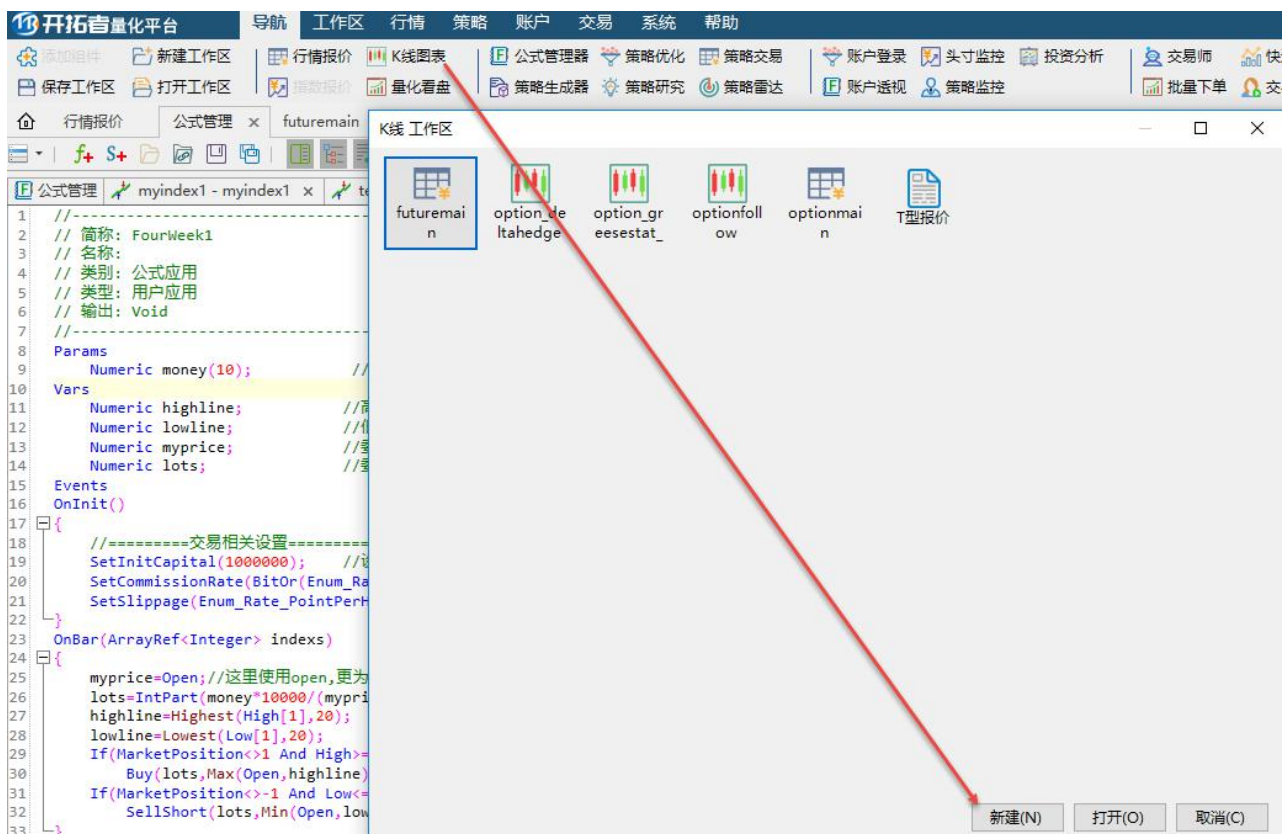 开拓者量化平台 导航 工作区 行情 策略 账户 交易 系统 帮助
添加组件 新建工作区 行情报价 K线图表 公式管理器 策略优化 策略交易 账户登录 头寸监控 投资分析 交易师 快
保存工作区 打开工作区 指数报价 量化看盘 策略生成器 策略研究 策略雷达 账户透视 策略监控 批量下单 交
行情报价 公式管理 × futuremain
f+ S+
公式管理 myindex1 - myindex1 × te
1 //-----------------------------------
2 // 简称: FourWeek1
3 // 名称:
4 // 类别: 公式应用
5 // 类型: 用户应用
6 // 输出: Void
7 //-----------------------------------
8 Params
9 Numeric money(10); //
10 Vars
11 Numeric highline; //高
12 Numeric lowline; //低
13 Numeric myprice; //
14 Numeric lots; //
15 Events
16 OnInit()
17 {
18 //=========交易相关设置=========
19 SetInitCapital(1000000); //设
20 SetCommissionRate(BitOr(Enum_Ra
21 SetSlippage(Enum_Rate_PointPerH
22 }
23 OnBar(ArrayRef<Integer> indexs)
24 {
25 myprice=Open;//这里使用open,更为
26 lots=IntPart(money*10000/(mypri
27 highline=Highest(High[1],20);
28 lowline=Lowest(Low[1],20);
29 If(MarketPosition<>1 And High>=
30 Buy(lots,Max(Open,highline)
31 If(MarketPosition<>-1 And Low<=
32 SellShort(lots,Min(Open,low
33 }
K线 工作区
futuremai option_de option_gr optionfoll optionmai T型报价
n ltahedge eesestat_ ow n
新建(N) 打开(O) 取消(C)